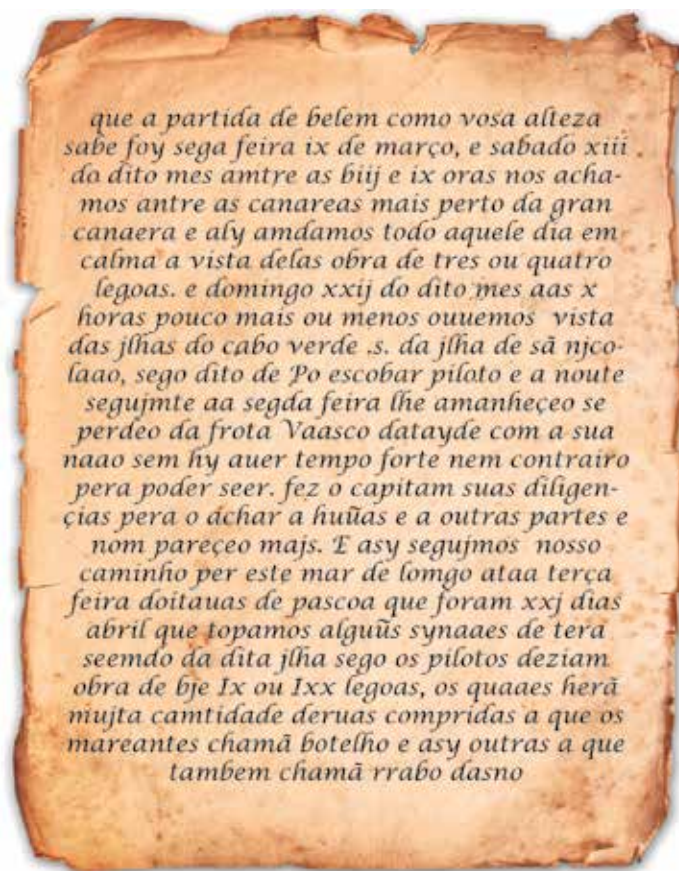 que a partida de belem como vosa alteza
sabe foy sega feira ix de março, e sabado xiii
do dito mes amtre as biij e ix oras nos acha-
mos antre as canareas mais perto da gran
canaera e aly amdamos todo aquele dia em
calma a vista delas obra de tres ou quatro
legoas. e domingo xxij do dito mes aas x
horas pouco mais ou menos ouuemos vista
das jlhas do cabo verde .s. da jlha de sã njco-
laao, sego dito de Po escobar piloto e a noute
segujmte aa segda feira lhe amanheçeo se
perdeo da frota Vaasco datayde com a sua
naao sem hy auer tempo forte nem contrairo
pera poder seer. fez o capitam suas diligen-
çias pera o achar a huũas e a outras partes e
nom pareçeo majs. E asy segujmos nosso
caminho per este mar de lomgo ataa terça
feira doitauas de pascoa que foram xxj dias
abril que topamos alguũs synaaes de tera
seemdo da dita jlha sego os pilotos deziam
obra de bje Ix ou Ixx legoas, os quaaes herã
mujta camtidade deruas compridas a que os
mareantes chamã botelho e asy outras a que
tambem chamã rrabo dasno